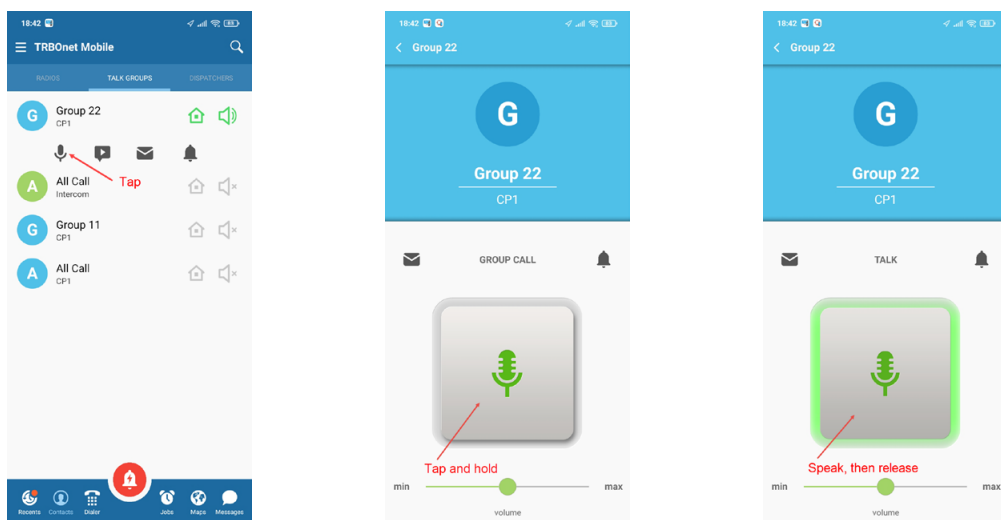 18:42
TRBOnet Mobile
RADIOS TALK GROUPS DISPATCHERS
G Group 22
CP1
Tap
A All Call
Intercom
G Group 11
CP1
A All Call
CP1
Recents Contacts Dialer Jobs Maps Messages
18:42
Group 22
G
Group 22
CP1
GROUP CALL
Tap and hold
min max
volume
18:42
Group 22
G
Group 22
CP1
TALK
Speak, then release
min max
volume